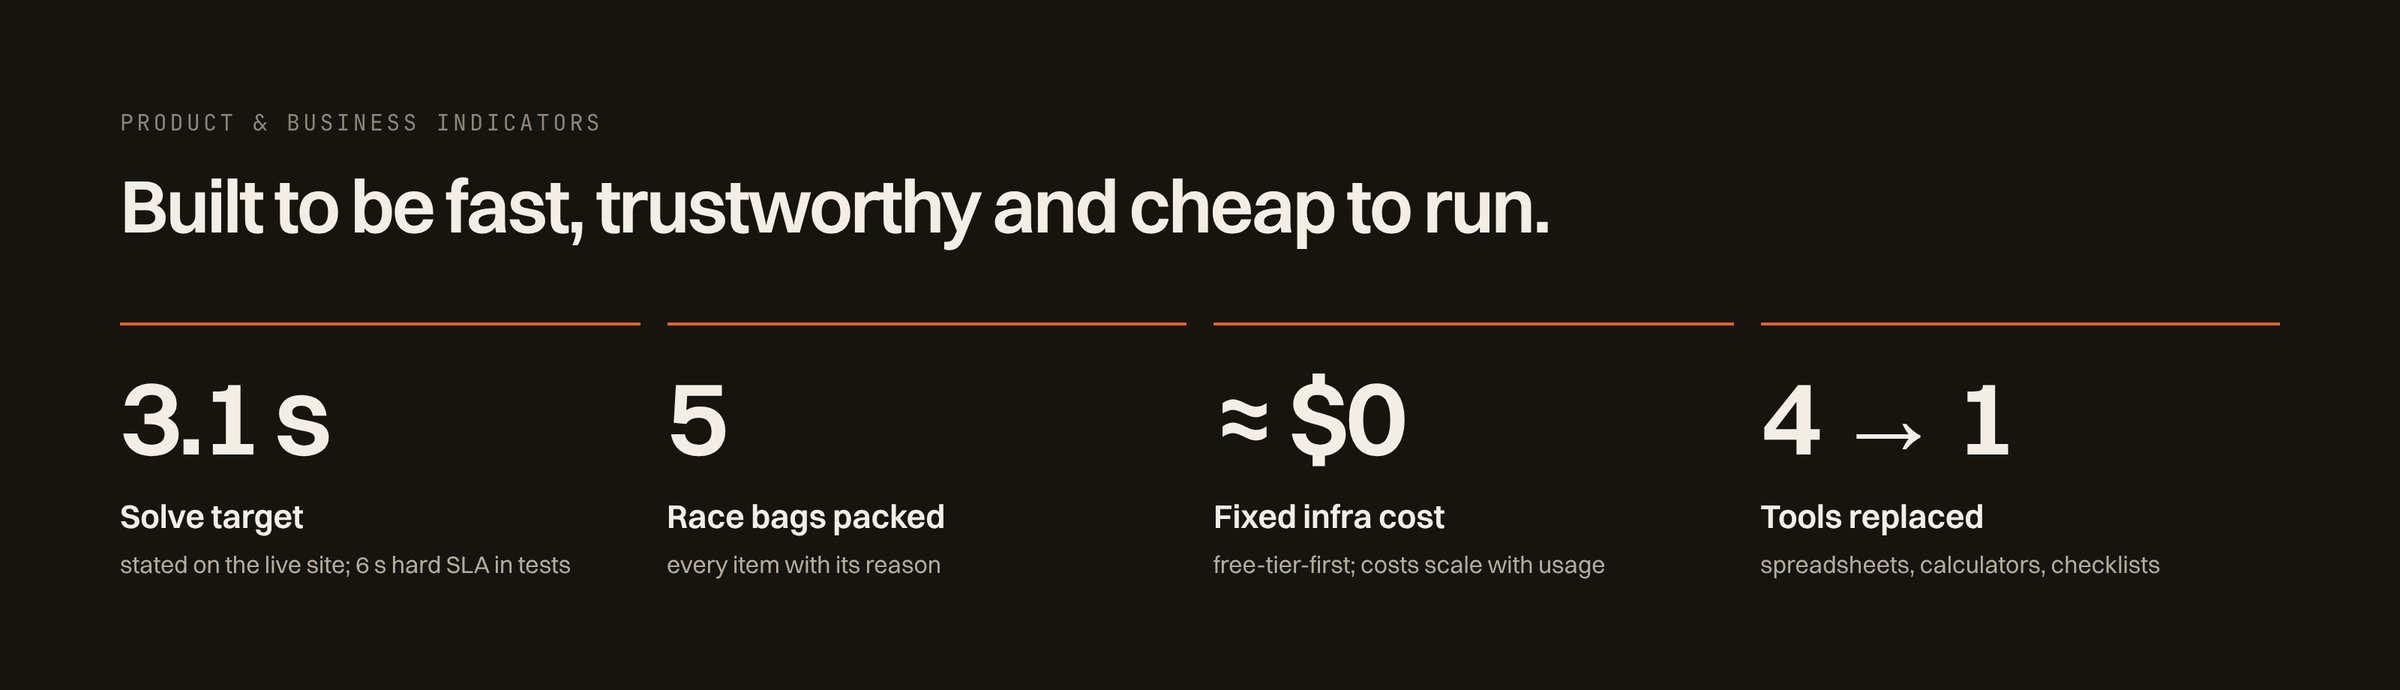 PRODUCT & BUSINESS INDICATORS
Built to be fast, trustworthy and cheap to run.
3.1 s
Solve target
stated on the live site; 6 s hard SLA in tests
5
Race bags packed
every item with its reason
≈ $0
Fixed infra cost
free-tier-first; costs scale with usage
4 → 1
Tools replaced
spreadsheets, calculators, checklists